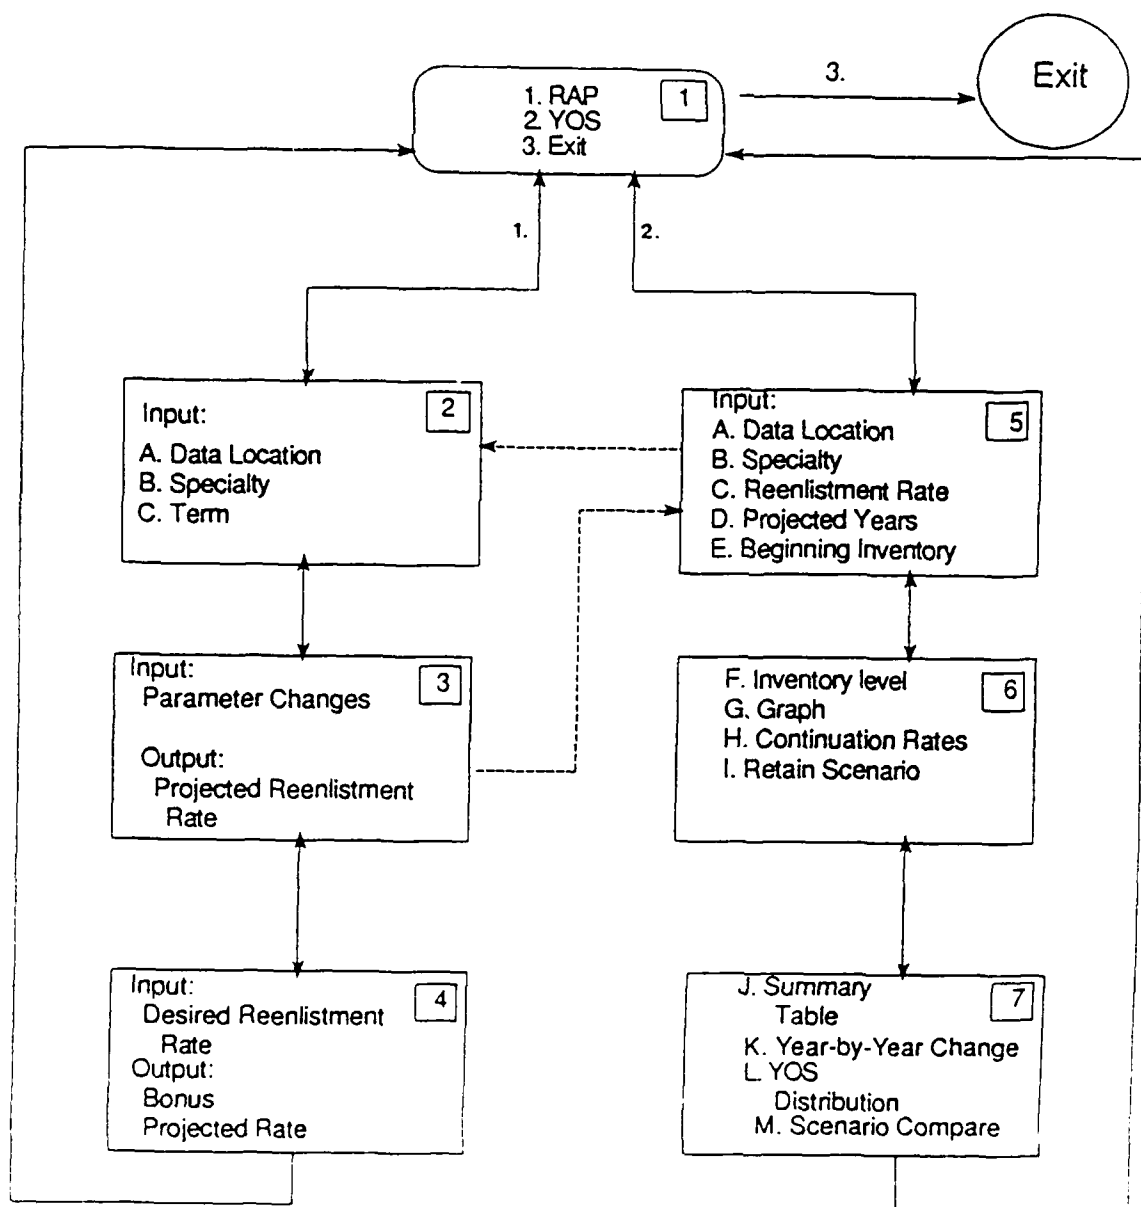 Exit
3.
1. RAP
1
2. YOS
3. Exit
1.
2.
Input:
2
A. Data Location
B. Specialty
C. Term
Input:
5
A. Data Location
B. Specialty
C. Reenlistment Rate
D. Projected Years
E. Beginning Inventory
Input:
3
Parameter Changes
Output:
Projected Reenlistment
Rate
F. Inventory level
6
G. Graph
H. Continuation Rates
I. Retain Scenario
Input:
4
Desired Reenlistment
Rate
Output:
Bonus
Projected Rate
J. Summary
7
Table
K. Year-by-Year Change
L. YOS
Distribution
M. Scenario Compare